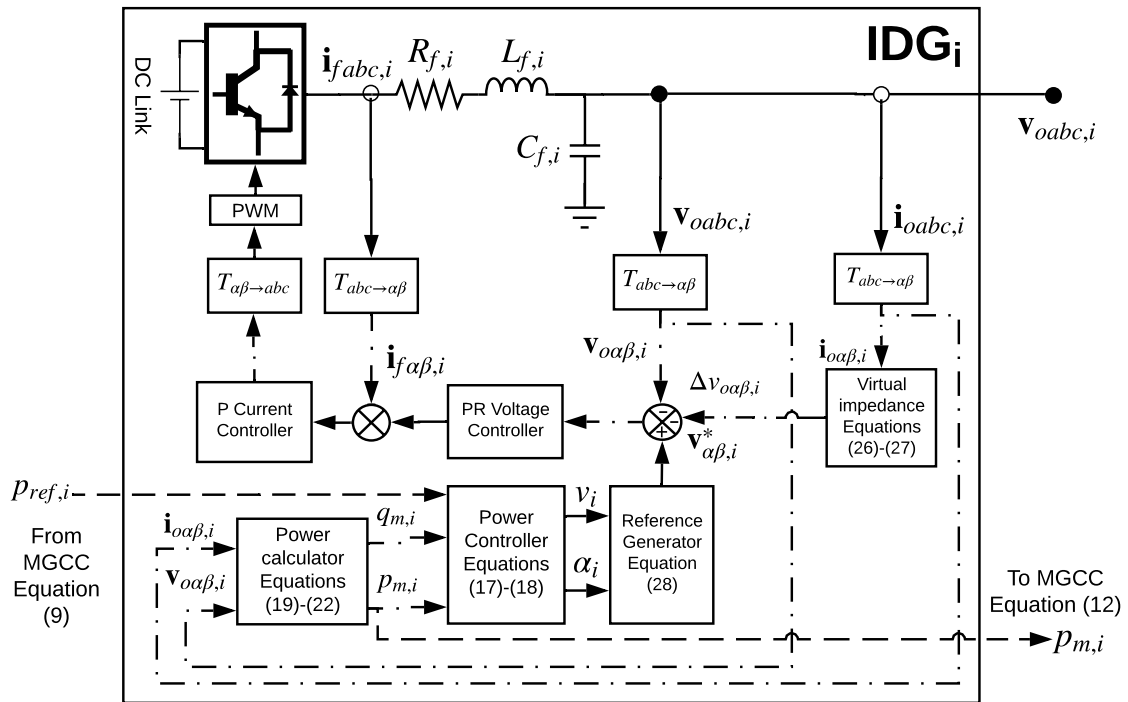 IDGᵢ
DC Link
𝐢_{fabc,i}
R_{f,i}
L_{f,i}
C_{f,i}
𝐯_{oabc,i}
PWM
T_{αβ→abc}
T_{abc→αβ}
𝐯_{oabc,i}
T_{abc→αβ}
𝐢_{oabc,i}
T_{abc→αβ}
𝐢_{fαβ,i}
𝐯_{oαβ,i}
𝐢_{oαβ,i}
P Current
Controller
PR Voltage
Controller
Δv_{oαβ,i}
-
-
+
𝐯*_{αβ,i}
Virtual
impedance
Equations
(26)-(27)
p_{ref,i}
From
MGCC
Equation
(9)
𝐢_{oαβ,i}
𝐯_{oαβ,i}
Power
calculator
Equations
(19)-(22)
q_{m,i}
p_{m,i}
Power
Controller
Equations
(17)-(18)
v_i
α_i
Reference
Generator
Equation
(28)
To MGCC
Equation (12)
p_{m,i}